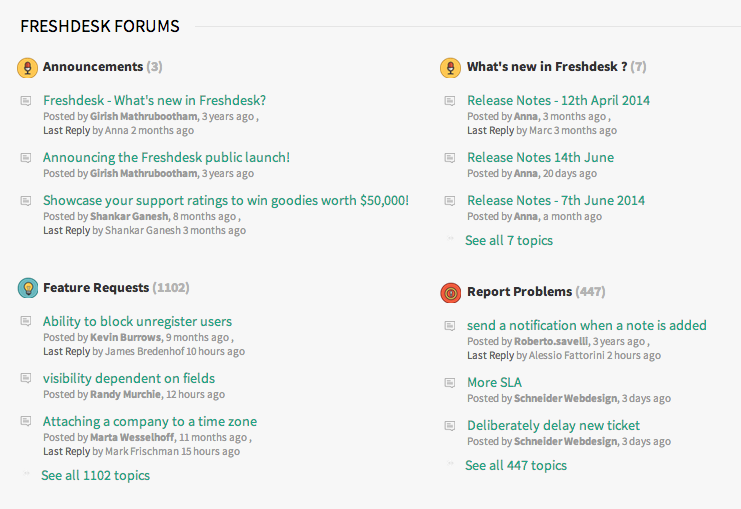 FRESHDESK FORUMS
Announcements (3)
Freshdesk - What's new in Freshdesk?
Posted by Girish Mathrubootham, 3 years ago ,
Last Reply by Anna 2 months ago
Announcing the Freshdesk public launch!
Posted by Girish Mathrubootham, 3 years ago
Showcase your support ratings to win goodies worth $50,000!
Posted by Shankar Ganesh, 8 months ago ,
Last Reply by Shankar Ganesh 3 months ago
What's new in Freshdesk ? (7)
Release Notes - 12th April 2014
Posted by Anna, 3 months ago ,
Last Reply by Marc 3 months ago
Release Notes 14th June
Posted by Anna, 20 days ago
Release Notes - 7th June 2014
Posted by Anna, a month ago
See all 7 topics
Feature Requests (1102)
Ability to block unregister users
Posted by Kevin Burrows, 9 months ago ,
Last Reply by James Bredenhof 10 hours ago
visibility dependent on fields
Posted by Randy Murchie, 12 hours ago
Attaching a company to a time zone
Posted by Marta Wesselhoff, 11 months ago ,
Last Reply by Mark Frischman 15 hours ago
See all 1102 topics
Report Problems (447)
send a notification when a note is added
Posted by Roberto.savelli, 3 years ago ,
Last Reply by Alessio Fattorini 2 hours ago
More SLA
Posted by Schneider Webdesign, 3 days ago
Deliberately delay new ticket
Posted by Schneider Webdesign, 3 days ago
See all 447 topics